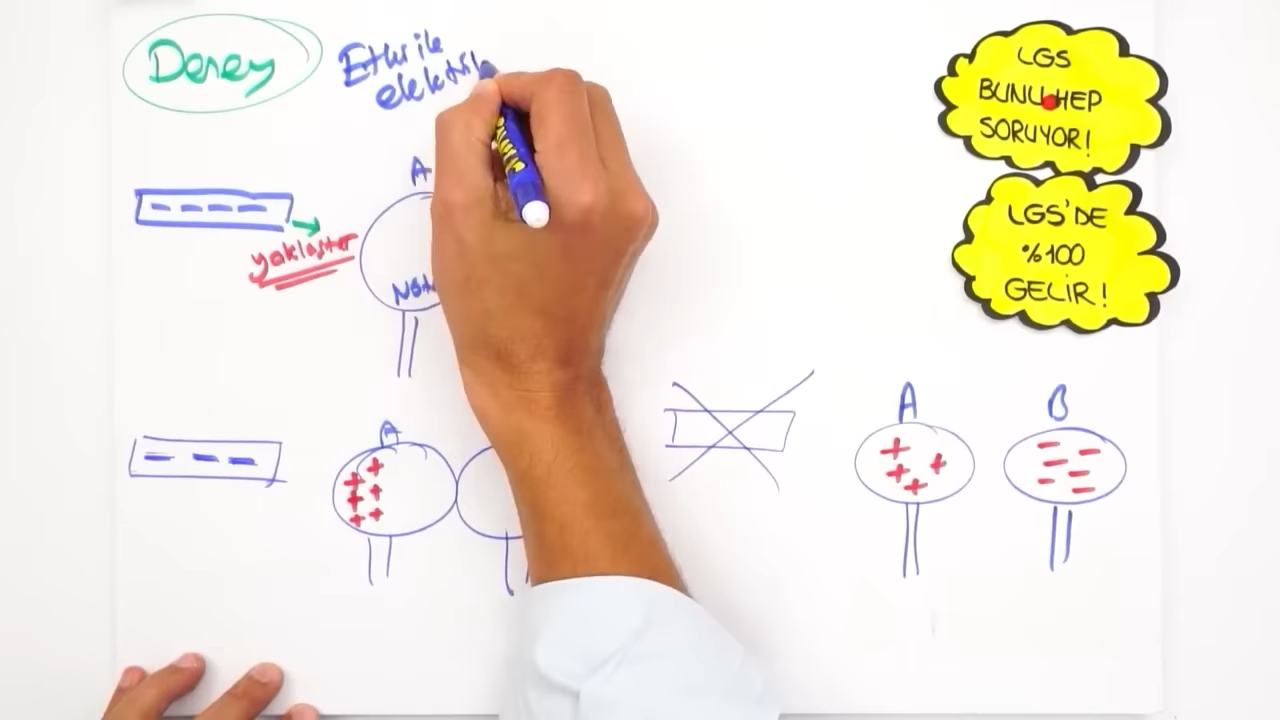 Deney
Etki ile
LGS
BUNU HEP
SORUYOR!
A
yaklaştır
LGS'DE
%100
GELİR!
A
A
B